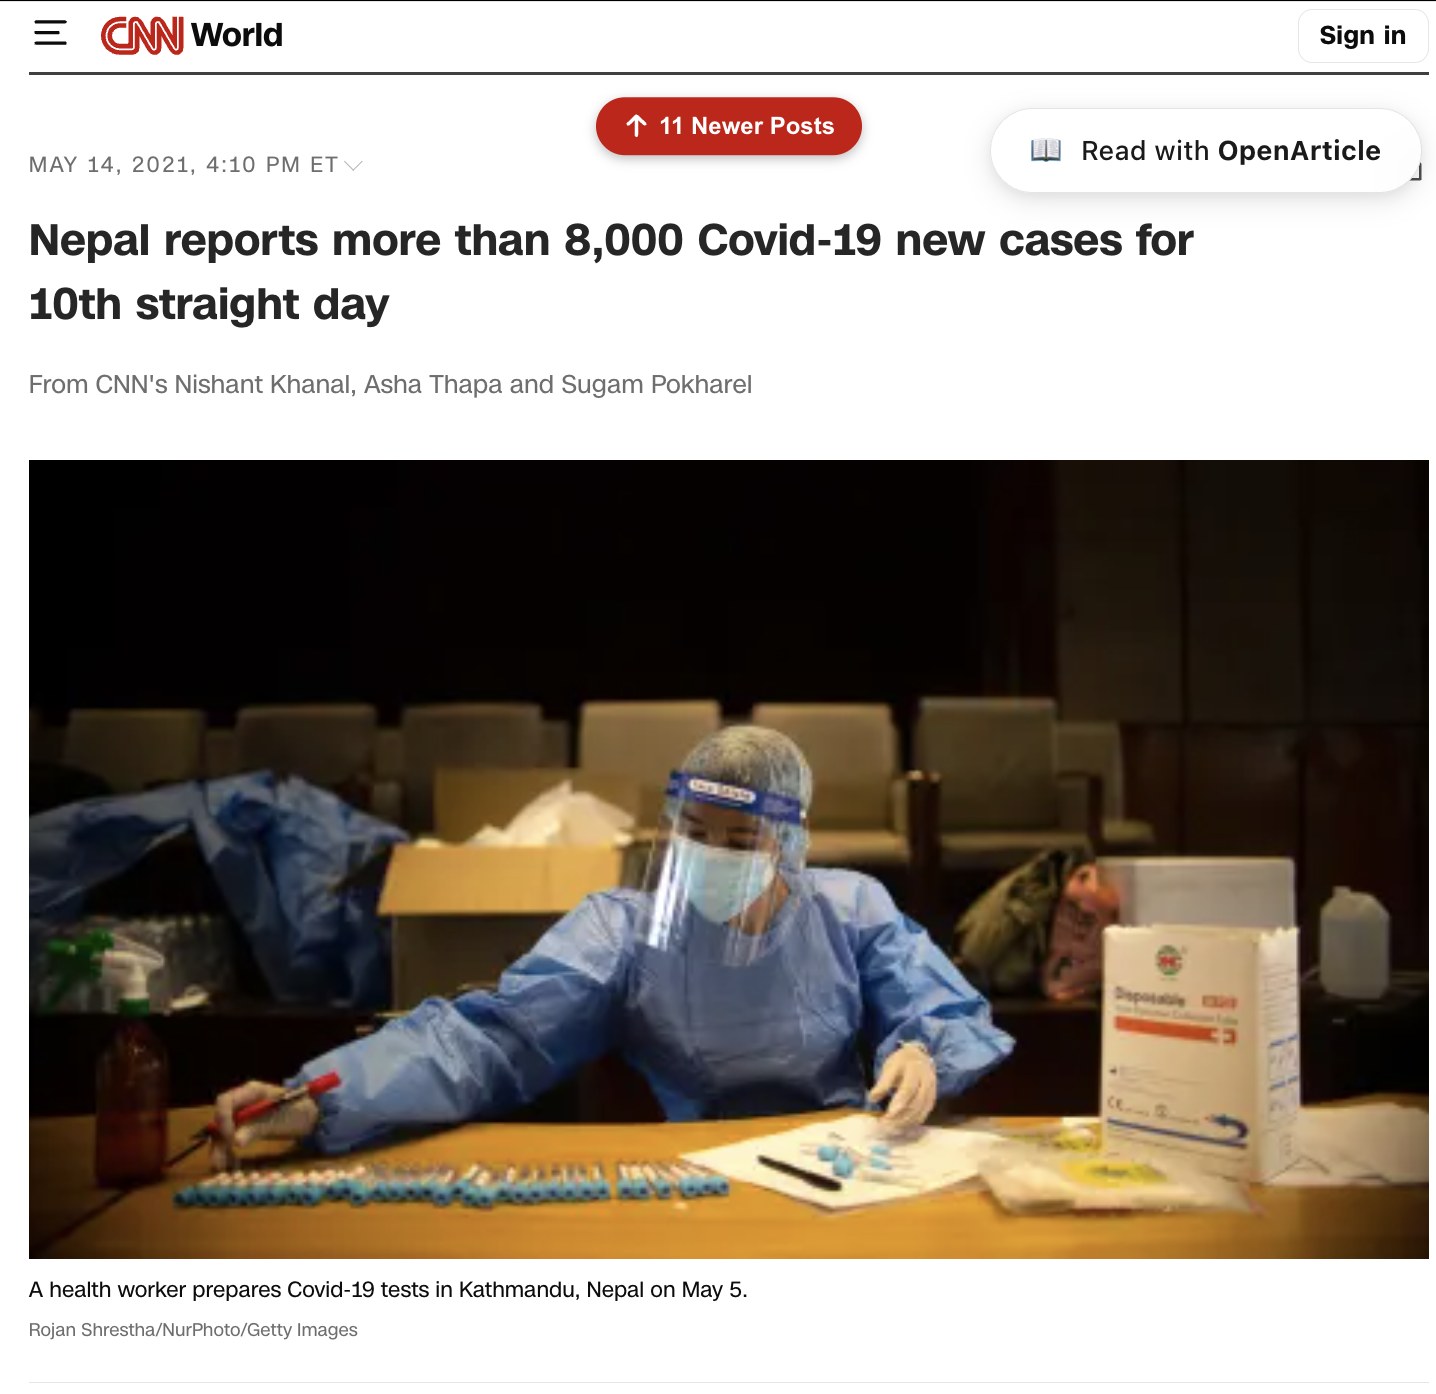 CNN World
Sign in
↑ 11 Newer Posts
Read with OpenArticle
MAY 14, 2021, 4:10 PM ET
Nepal reports more than 8,000 Covid-19 new cases for
10th straight day
From CNN's Nishant Khanal, Asha Thapa and Sugam Pokharel
Disposable
CE
A health worker prepares Covid-19 tests in Kathmandu, Nepal on May 5.
Rojan Shrestha/NurPhoto/Getty Images